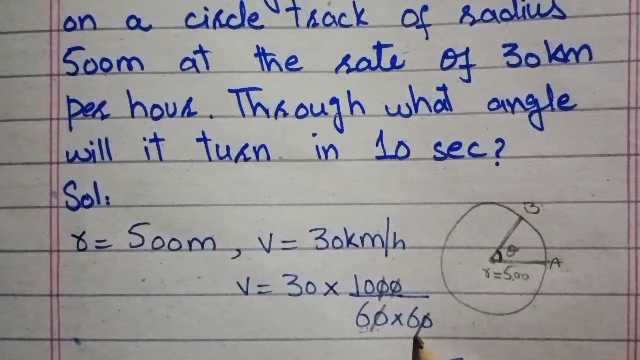 on a circle track of radius
500m at the rate of 30km
per hour. Through what angle
will it turn in 10 sec?
Sol:
r = 500m, v = 30km/h
v = 30 × 1000
60×60
B
θ
A
r=500